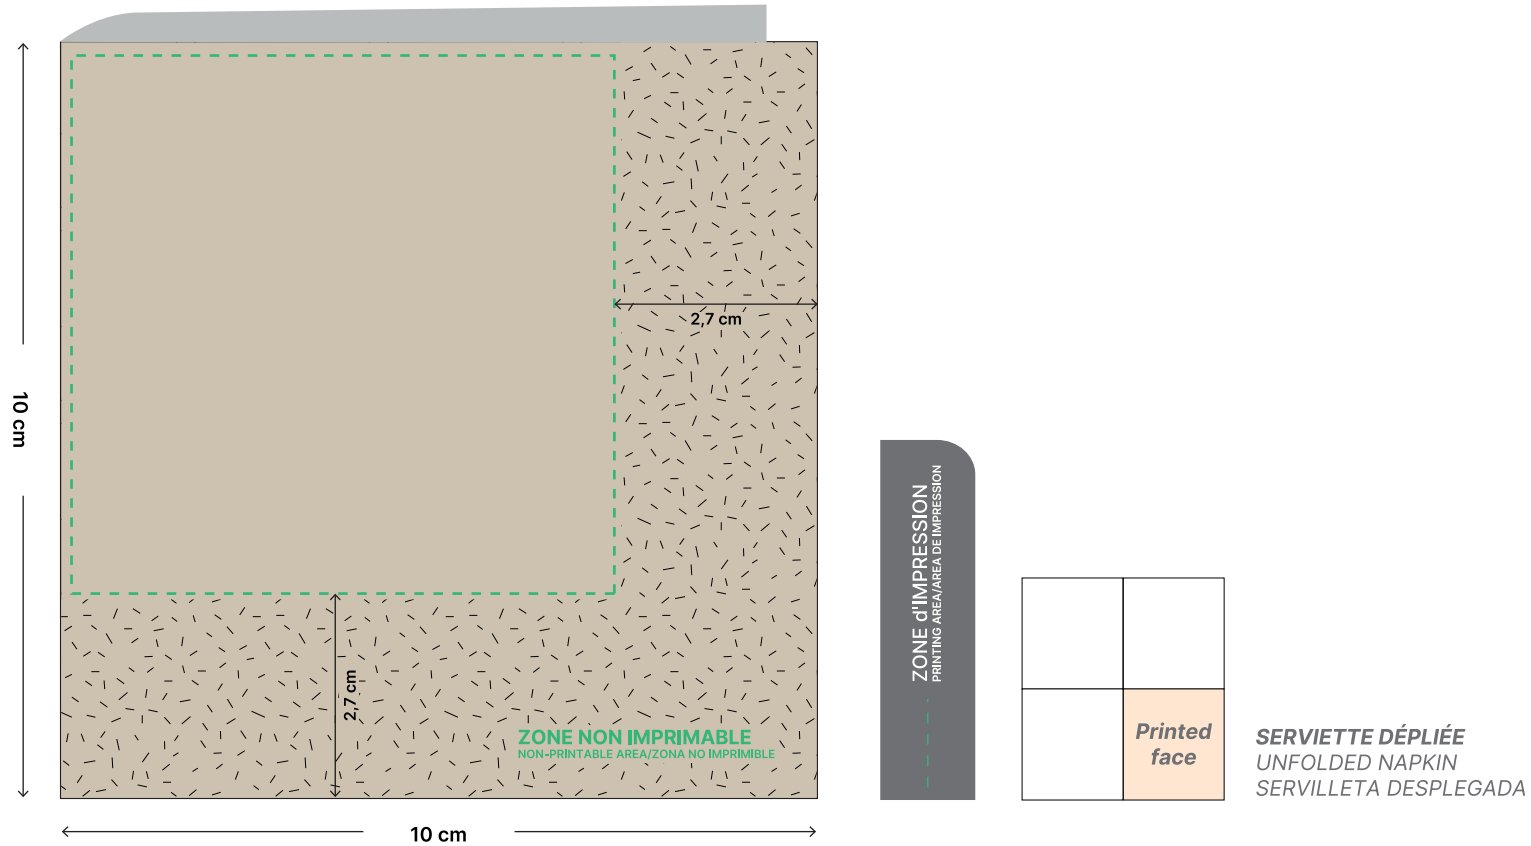 10 cm
2,7 cm
2,7 cm
ZONE NON IMPRIMABLE
NON-PRINTABLE AREA/ZONA NO IMPRIMIBLE
10 cm
ZONE d'IMPRESSION
PRINTING AREA/AREA DE IMPRESSION
Printed
face
SERVIETTE DÉPLIÉE
UNFOLDED NAPKIN
SERVILLETA DESPLEGADA